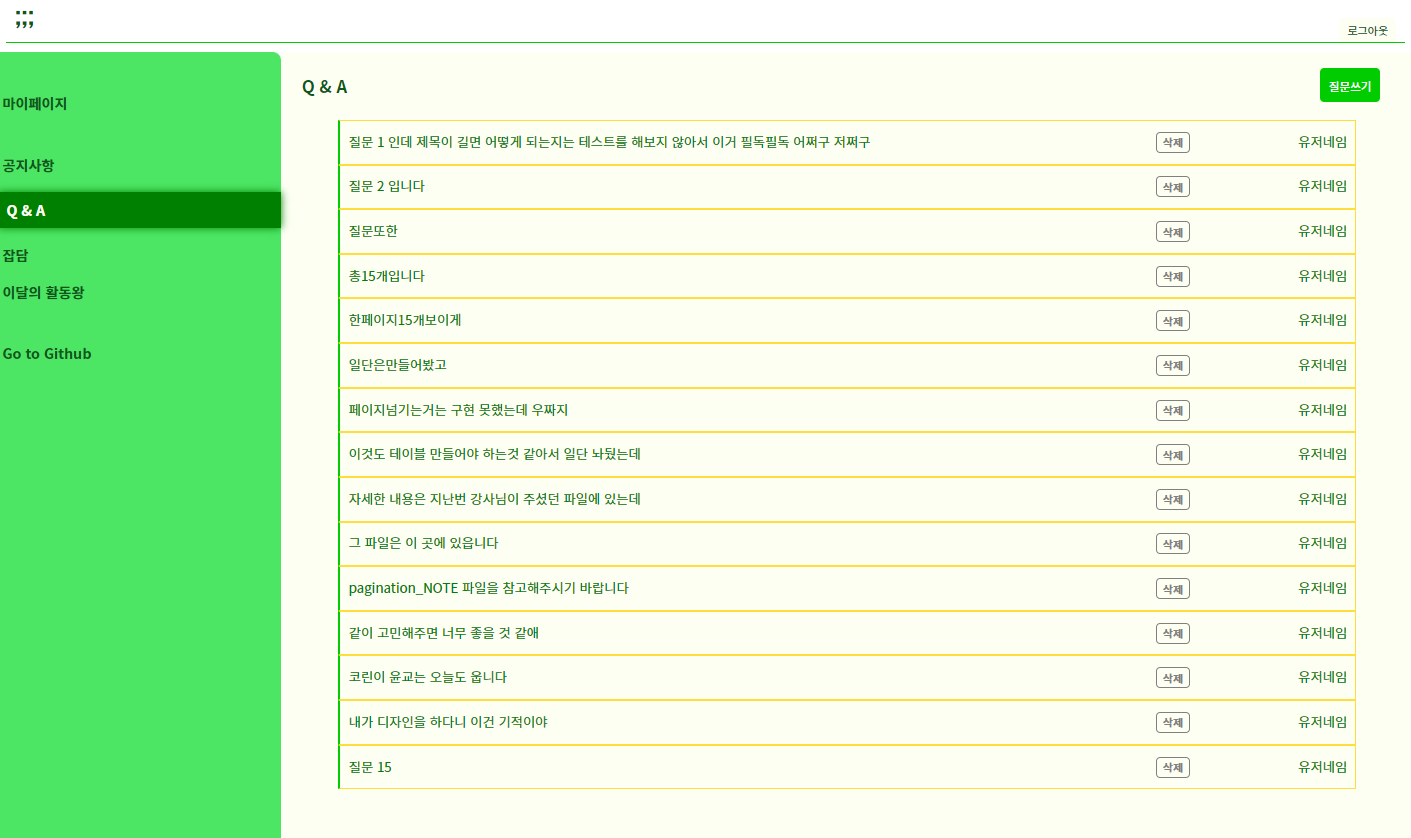 ;;;
로그아웃
마이페이지
공지사항
Q & A
잡담
이달의 활동왕
Go to Github
Q & A
질문쓰기
질문 1 인데 제목이 길면 어떻게 되는지는 테스트를 해보지 않아서 이거 필독필독 어쩌구 저쩌구 삭제 유저네임
질문 2 입니다 삭제 유저네임
질문또한 삭제 유저네임
총15개입니다 삭제 유저네임
한페이지15개보이게 삭제 유저네임
일단은만들어봤고 삭제 유저네임
페이지넘기는거는 구현 못했는데 우짜지 삭제 유저네임
이것도 테이블 만들어야 하는것 같아서 일단 놔뒀는데 삭제 유저네임
자세한 내용은 지난번 강사님이 주셨던 파일에 있는데 삭제 유저네임
그 파일은 이 곳에 있읍니다 삭제 유저네임
pagination_NOTE 파일을 참고해주시기 바랍니다 삭제 유저네임
같이 고민해주면 너무 좋을 것 같애 삭제 유저네임
코린이 윤교는 오늘도 웁니다 삭제 유저네임
내가 디자인을 하다니 이건 기적이야 삭제 유저네임
질문 15 삭제 유저네임